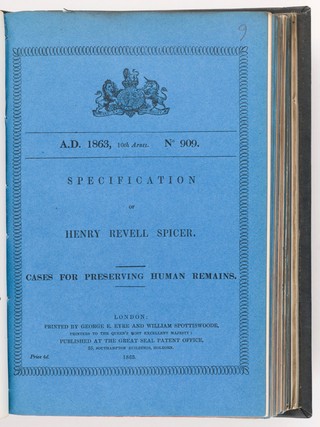 9
A.D. 1863, 10th APRIL. Nº 909.
SPECIFICATION
OF
HENRY REVELL SPICER.
CASES FOR PRESERVING HUMAN REMAINS.
LONDON:
PRINTED BY GEORGE E. EYRE AND WILLIAM SPOTTISWOODE,
PRINTERS TO THE QUEEN'S MOST EXCELLENT MAJESTY:
PUBLISHED AT THE GREAT SEAL PATENT OFFICE,
25, SOUTHAMPTON BUILDINGS, HOLBORN.
Price
1863.